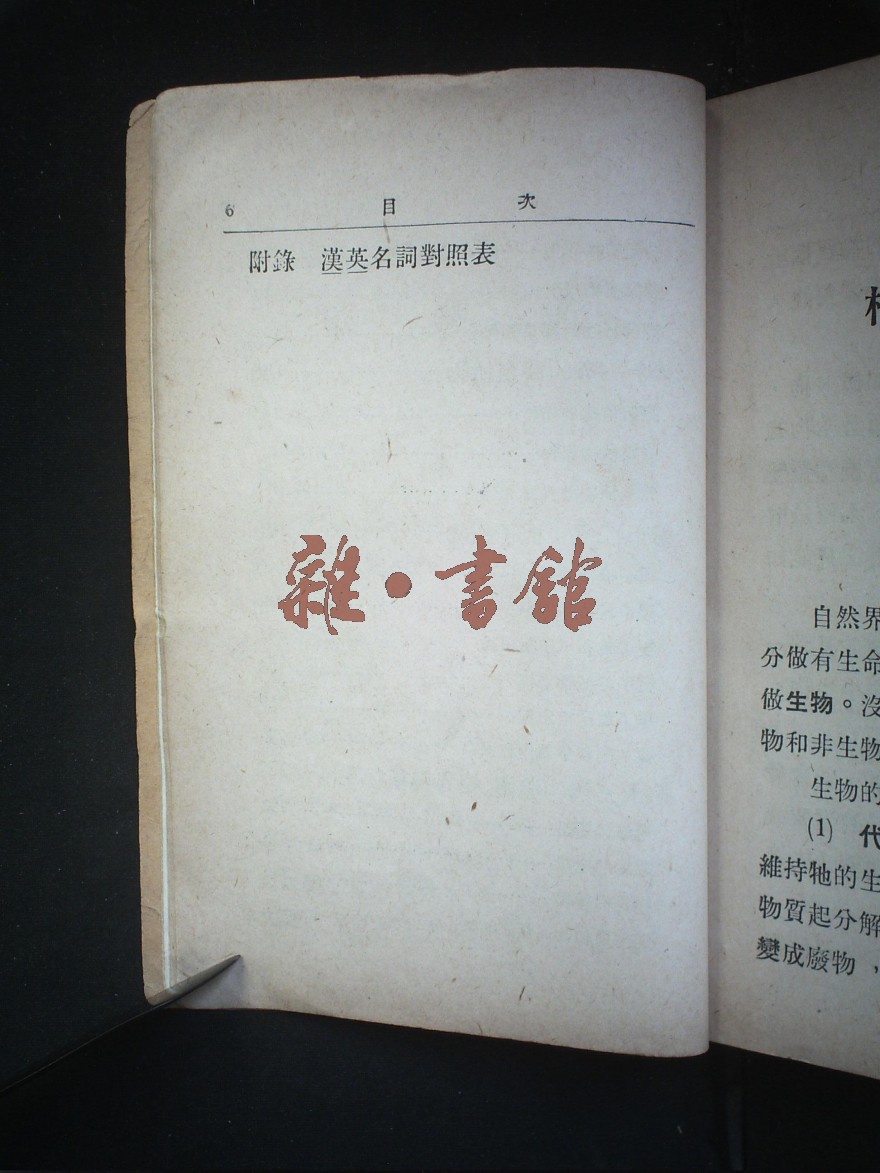 6 目 次
附錄 漢英名詞對照表
雜•書館
自然界
分做有生命
做生物。沒
物和非生物
生物的
(1) 代
維持牠的生
物質起分解
變成廢物，